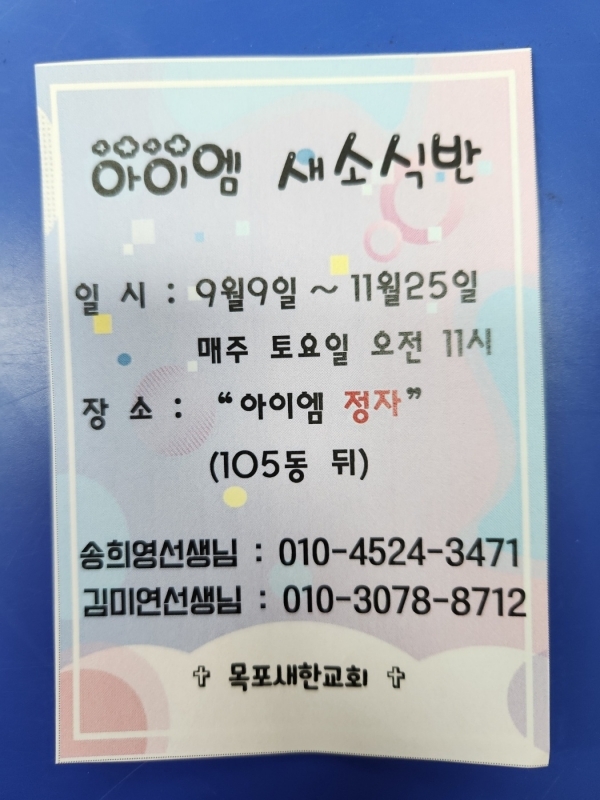 아이엠 새소식반
일 시 : 9월9일 ~ 11월25일
매주 토요일 오전 11시
장 소 : “아이엠 정자”
(105동 뒤)
송희영선생님 : 010-4524-3471
김미연선생님 : 010-3078-8712
✞ 목포새한교회 ✞